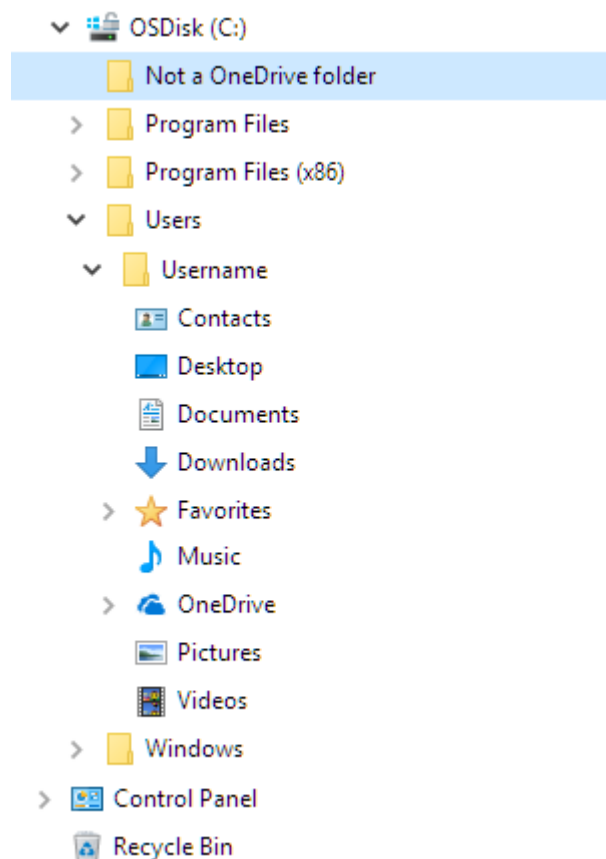 OSDisk (C:)
Not a OneDrive folder
Program Files
Program Files (x86)
Users
Username
Contacts
Desktop
Documents
Downloads
Favorites
Music
OneDrive
Pictures
Videos
Windows
Control Panel
Recycle Bin